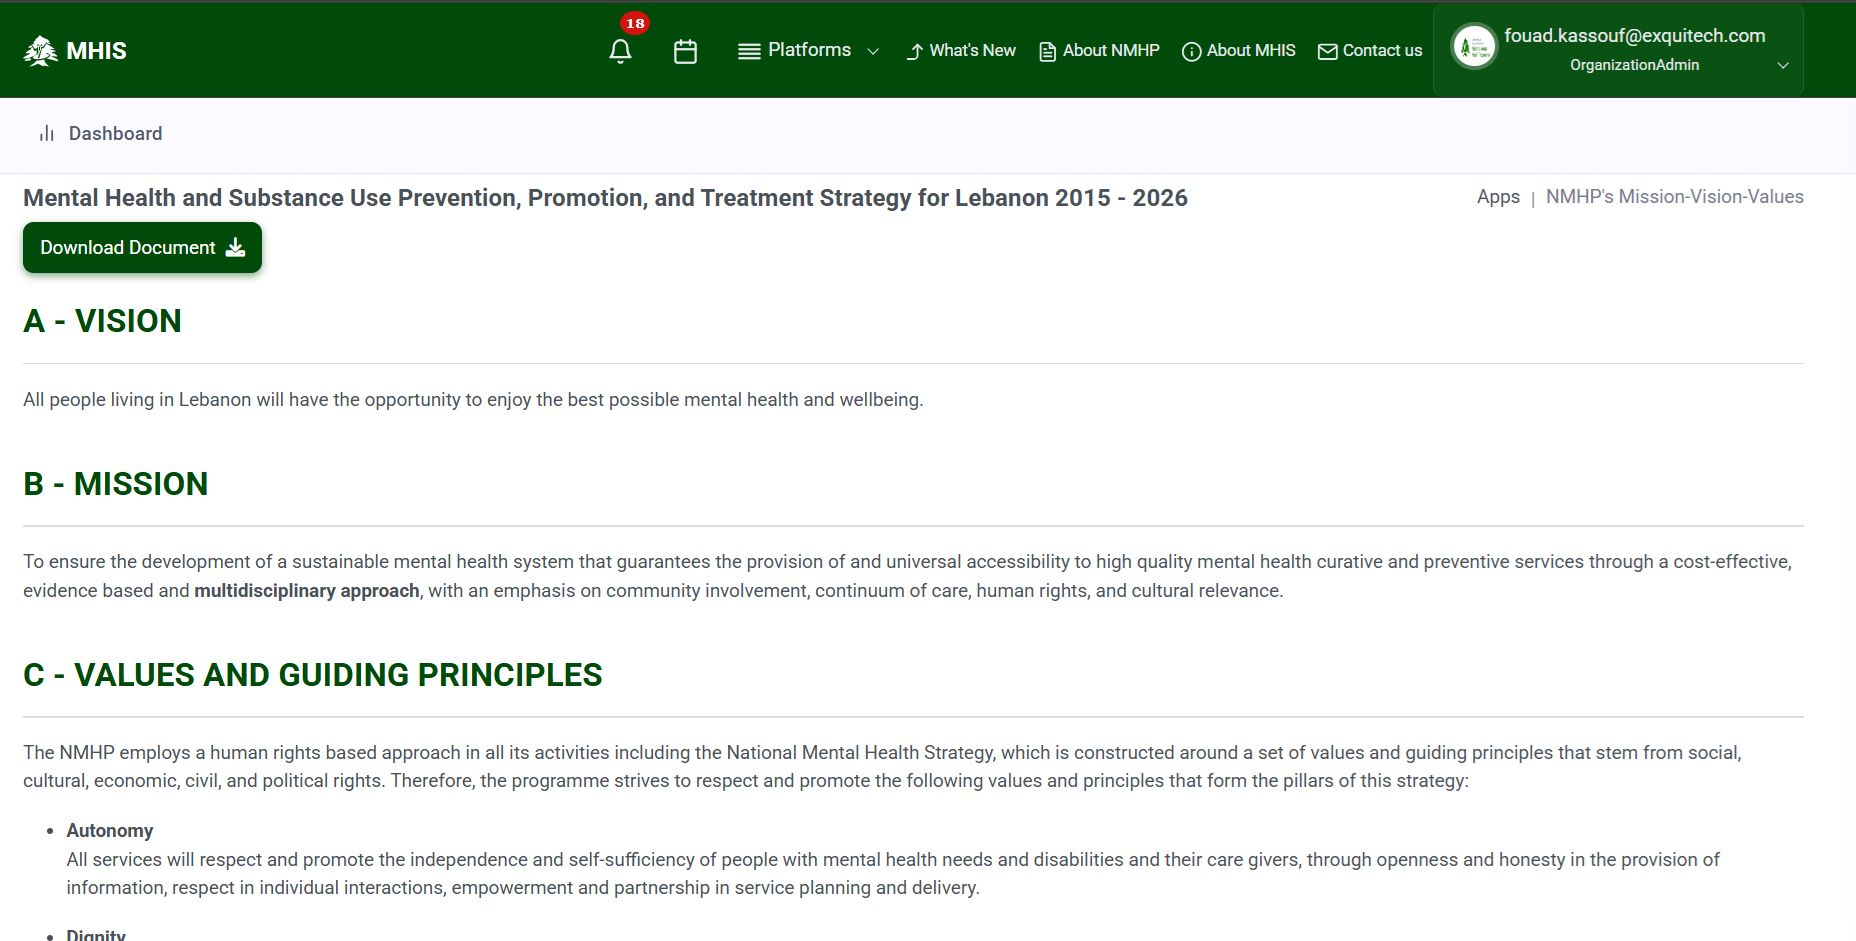 MHIS
18
Platforms
What's New
About NMHP
About MHIS
Contact us
fouad.kassouf@exquitech.com
OrganizationAdmin
Dashboard
Mental Health and Substance Use Prevention, Promotion, and Treatment Strategy for Lebanon 2015 - 2026
Apps | NMHP's Mission-Vision-Values
Download Document
A - VISION
All people living in Lebanon will have the opportunity to enjoy the best possible mental health and wellbeing.
B - MISSION
To ensure the development of a sustainable mental health system that guarantees the provision of and universal accessibility to high quality mental health curative and preventive services through a cost-effective,
evidence based and multidisciplinary approach, with an emphasis on community involvement, continuum of care, human rights, and cultural relevance.
C - VALUES AND GUIDING PRINCIPLES
The NMHP employs a human rights based approach in all its activities including the National Mental Health Strategy, which is constructed around a set of values and guiding principles that stem from social,
cultural, economic, civil, and political rights. Therefore, the programme strives to respect and promote the following values and principles that form the pillars of this strategy:
• Autonomy
All services will respect and promote the independence and self-sufficiency of people with mental health needs and disabilities and their care givers, through openness and honesty in the provision of
information, respect in individual interactions, empowerment and partnership in service planning and delivery.
• Dignity